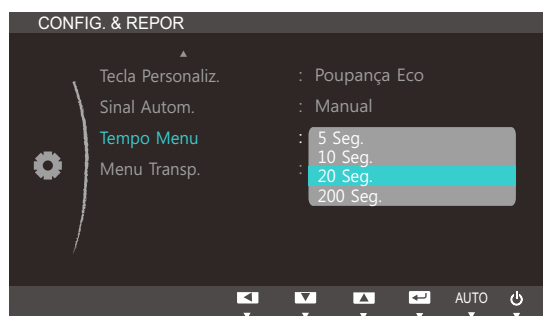 CONFIG. & REPOR
Tecla Personaliz. : Poupança Eco
Sinal Autom. : Manual
Tempo Menu : 5 Seg.
10 Seg.
20 Seg.
Menu Transp. :
200 Seg.
AUTO